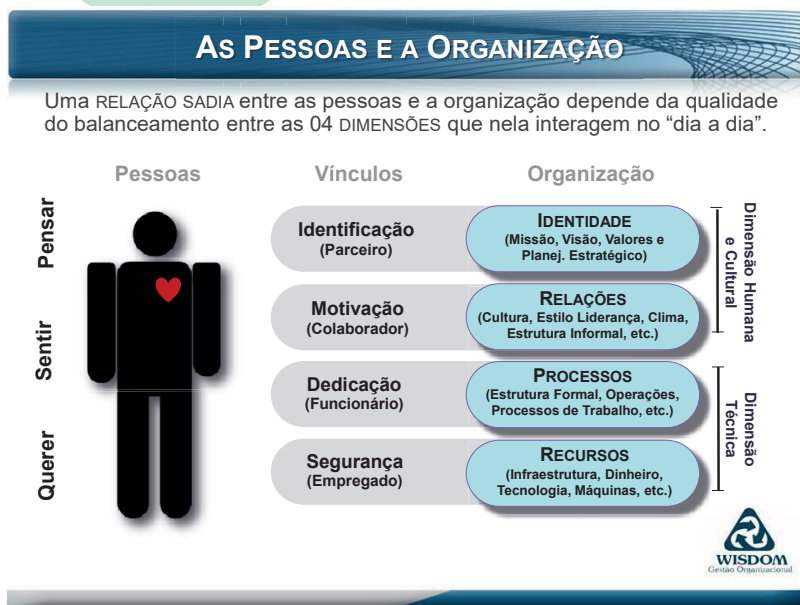 AS PESSOAS E A ORGANIZAÇÃO
Uma RELAÇÃO SADIA entre as pessoas e a organização depende da qualidade
do balanceamento entre as 04 DIMENSÕES que nela interagem no “dia a dia”.
Pessoas
Vínculos
Organização
Pensar
Sentir
Querer
Identificação
(Parceiro)
IDENTIDADE
(Missão, Visão, Valores e
Planej. Estratégico)
Motivação
(Colaborador)
RELAÇÕES
(Cultura, Estilo Liderança, Clima,
Estrutura Informal, etc.)
Dedicação
(Funcionário)
PROCESSOS
(Estrutura Formal, Operações,
Processos de Trabalho, etc.)
Segurança
(Empregado)
RECURSOS
(Infraestrutura, Dinheiro,
Tecnologia, Máquinas, etc.)
Dimensão Humana
e Cultural
Dimensão
Técnica
WISDOM
Gestão Organizacional